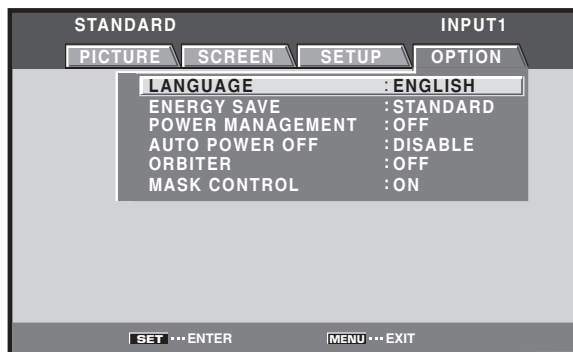 STANDARD INPUT1
PICTURE SCREEN SETUP OPTION
LANGUAGE :ENGLISH
ENERGY SAVE :STANDARD
POWER MANAGEMENT :OFF
AUTO POWER OFF :DISABLE
ORBITER :OFF
MASK CONTROL :ON
SET ···ENTER MENU ···EXIT